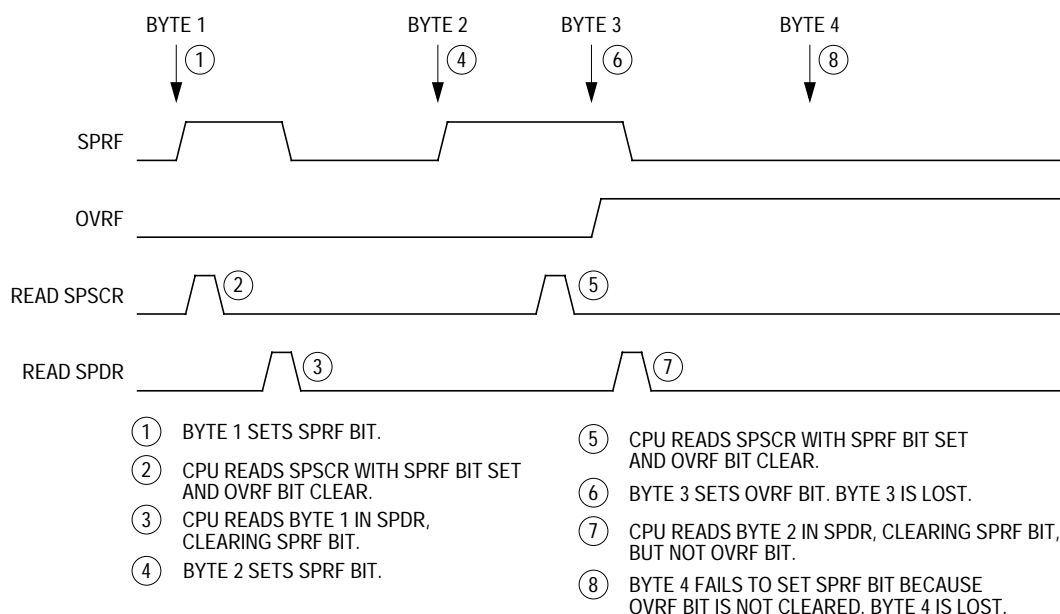 BYTE 1
BYTE 2
BYTE 3
BYTE 4
1
4
6
8
SPRF
OVRF
READ SPSCR
2
5
READ SPDR
3
7
1 BYTE 1 SETS SPRF BIT.
2 CPU READS SPSCR WITH SPRF BIT SET
AND OVRF BIT CLEAR.
3 CPU READS BYTE 1 IN SPDR,
CLEARING SPRF BIT.
4 BYTE 2 SETS SPRF BIT.
5 CPU READS SPSCR WITH SPRF BIT SET
AND OVRF BIT CLEAR.
6 BYTE 3 SETS OVRF BIT. BYTE 3 IS LOST.
7 CPU READS BYTE 2 IN SPDR, CLEARING SPRF BIT,
BUT NOT OVRF BIT.
8 BYTE 4 FAILS TO SET SPRF BIT BECAUSE
OVRF BIT IS NOT CLEARED. BYTE 4 IS LOST.